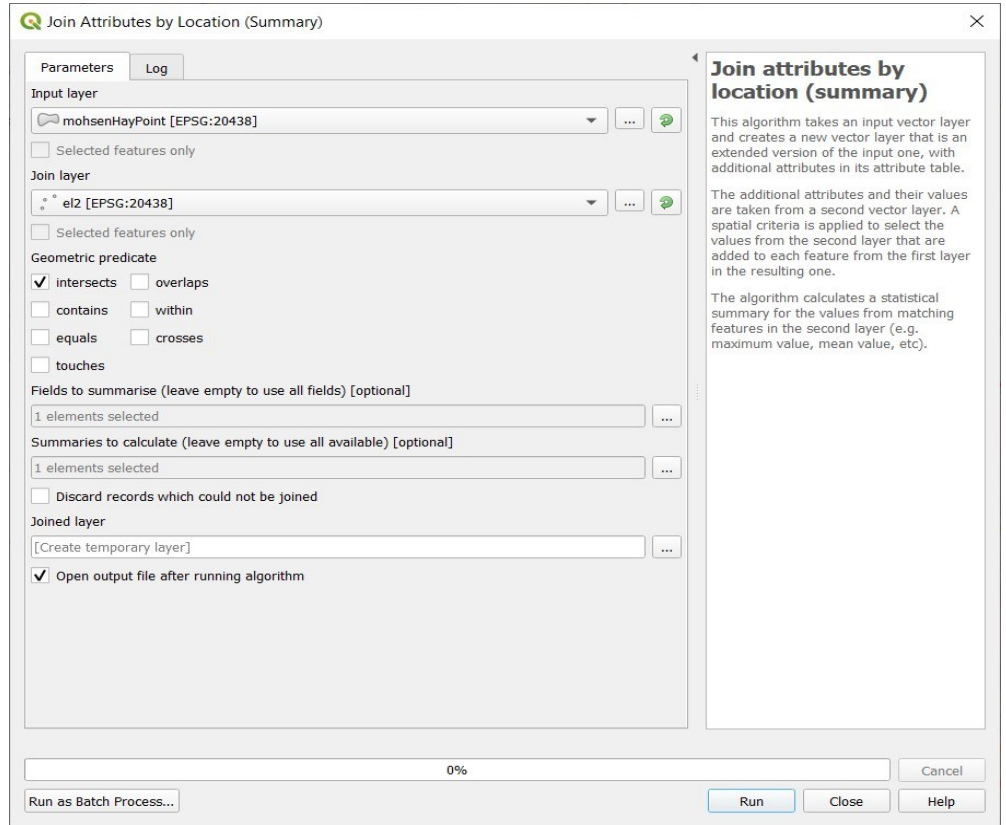 Join Attributes by Location (Summary)
Parameters
Log
Input layer
mohsenHayPoint [EPSG:20438]
...
Selected features only
Join layer
el2 [EPSG:20438]
...
Selected features only
Geometric predicate
intersects
overlaps
contains
within
equals
crosses
touches
Fields to summarise (leave empty to use all fields) [optional]
1 elements selected
...
Summaries to calculate (leave empty to use all available) [optional]
1 elements selected
...
Discard records which could not be joined
Joined layer
[Create temporary layer]
...
Open output file after running algorithm
Join attributes by
location (summary)
This algorithm takes an input vector layer
and creates a new vector layer that is an
extended version of the input one, with
additional attributes in its attribute table.
The additional attributes and their values
are taken from a second vector layer. A
spatial criteria is applied to select the
values from the second layer that are
added to each feature from the first layer
in the resulting one.
The algorithm calculates a statistical
summary for the values from matching
features in the second layer (e.g.
maximum value, mean value, etc).
0%
Cancel
Run as Batch Process...
Run
Close
Help